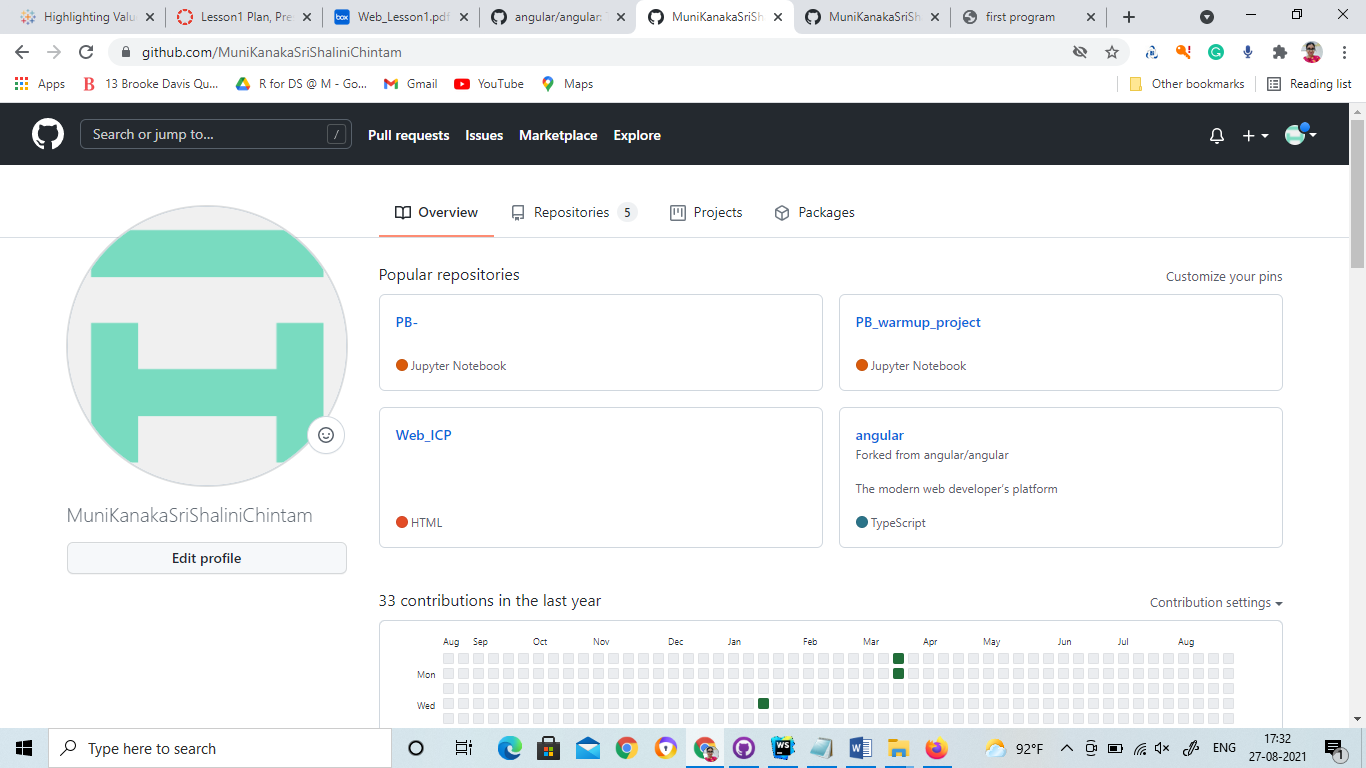 Highlighting Valu
Lesson1 Plan, Pre
box
Web_Lesson1.pdf
angular/angular:
MuniKanakaSriSh
MuniKanakaSriSh
first program
github.com/MuniKanakaSriShaliniChintam
Apps
B 13 Brooke Davis Qu...
R for DS @ M - Go...
Gmail
YouTube
Maps
Other bookmarks
Reading list
Search or jump to...
/
Pull requests
Issues
Marketplace
Explore
Overview
Repositories 5
Projects
Packages
Popular repositories
Customize your pins
PB-
Jupyter Notebook
PB_warmup_project
Jupyter Notebook
Web_ICP
HTML
angular
Forked from angular/angular
The modern web developer's platform
TypeScript
MuniKanakaSriShaliniChintam
Edit profile
33 contributions in the last year
Contribution settings
Aug Sep Oct Nov Dec Jan Feb Mar Apr May Jun Jul Aug
Mon
Wed
Type here to search
WS
W
92°F
ENG
17:32
27-08-2021
1